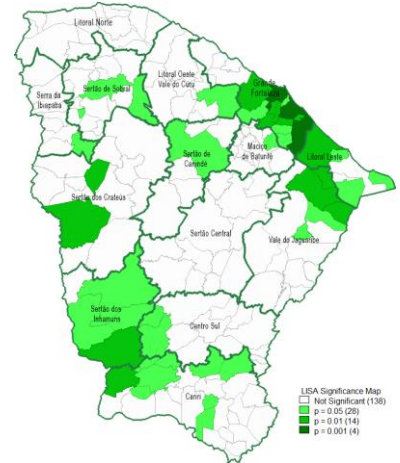 Litoral Norte
Serra da
Ibiapaba
Sertão de Sobral
Litoral Oeste
Vale do Curu
Grande
Fortaleza
Sertão de
Canindé
Maciço
de Baturité
Litoral Leste
Sertão dos Crateús
Sertão Central
Vale do Jaguaribe
Sertão dos
Inhamuns
Centro Sul
Cariri
LISA Significance Map
Not Significant (138)
p = 0.05 (28)
p = 0.01 (14)
p = 0.001 (4)